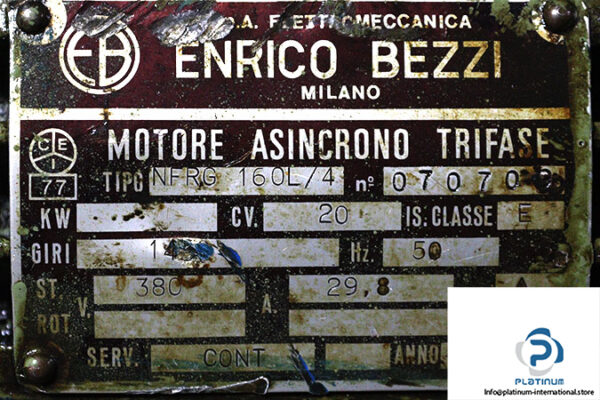 EB
ELETTROMECCANICA
ENRICO BEZZI
MILANO
CEI
77
MOTORE ASINCRONO TRIFASE
TIPO NFRG 160L/4 nº
KW CV. 20 IS. CLASSE E
GIRI Hz 50
ST. V. 380 A. 29,8
ROT
SERV. CONT ANNO
PLATINUM
Info@platinum-international.store